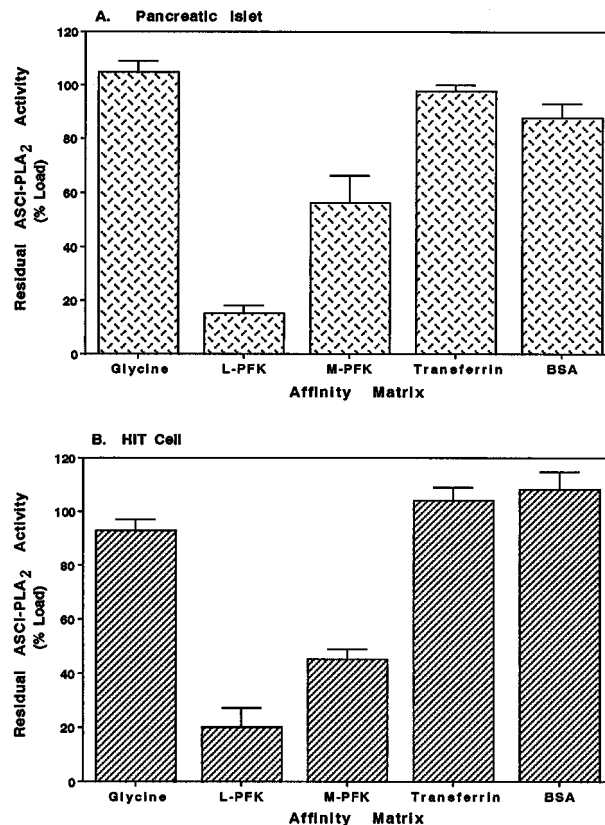 A. Pancreatic Islet
120
100
80
60
40
20
0
Residual ASCI-PLA2 Activity
(% Load)
Glycine L-PFK M-PFK Transferrin BSA
Affinity Matrix
B. HIT Cell
120
100
80
60
40
20
0
Residual ASCI-PLA2 Activity
(% Load)
Glycine L-PFK M-PFK Transferrin BSA
Affinity Matrix